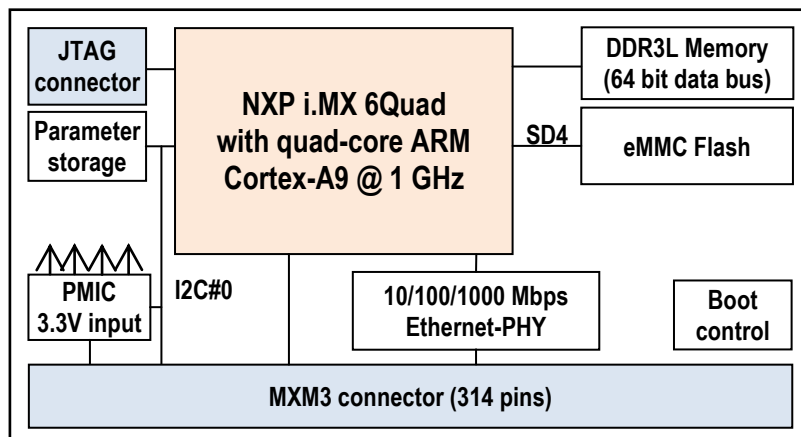 JTAG
connector
NXP i.MX 6Quad
with quad-core ARM
Cortex-A9 @ 1 GHz
DDR3L Memory
(64 bit data bus)
Parameter
storage
SD4
eMMC Flash
PMIC
3.3V input
I2C#0
10/100/1000 Mbps
Ethernet-PHY
Boot
control
MXM3 connector (314 pins)